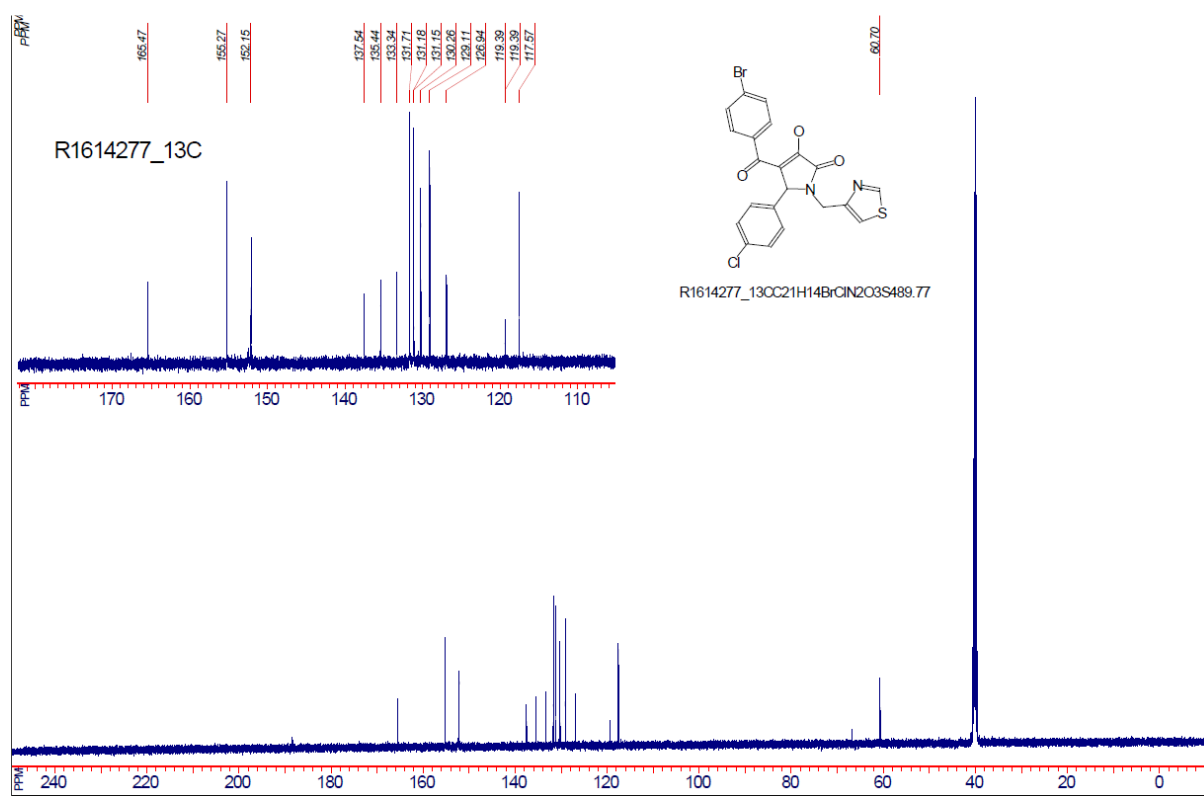 PPM
PPM
165.47
155.27
152.15
137.54
135.44
133.34
131.71
131.18
131.15
130.26
129.11
126.94
119.39
119.39
117.57
60.70
R1614277_13C
Br
O
O
O
N
N
S
Cl
R1614277_13CC21H14BrClN2O3S489.77
PPM 170 160 150 140 130 120 110
PPM 240 220 200 180 160 140 120 100 80 60 40 20 0